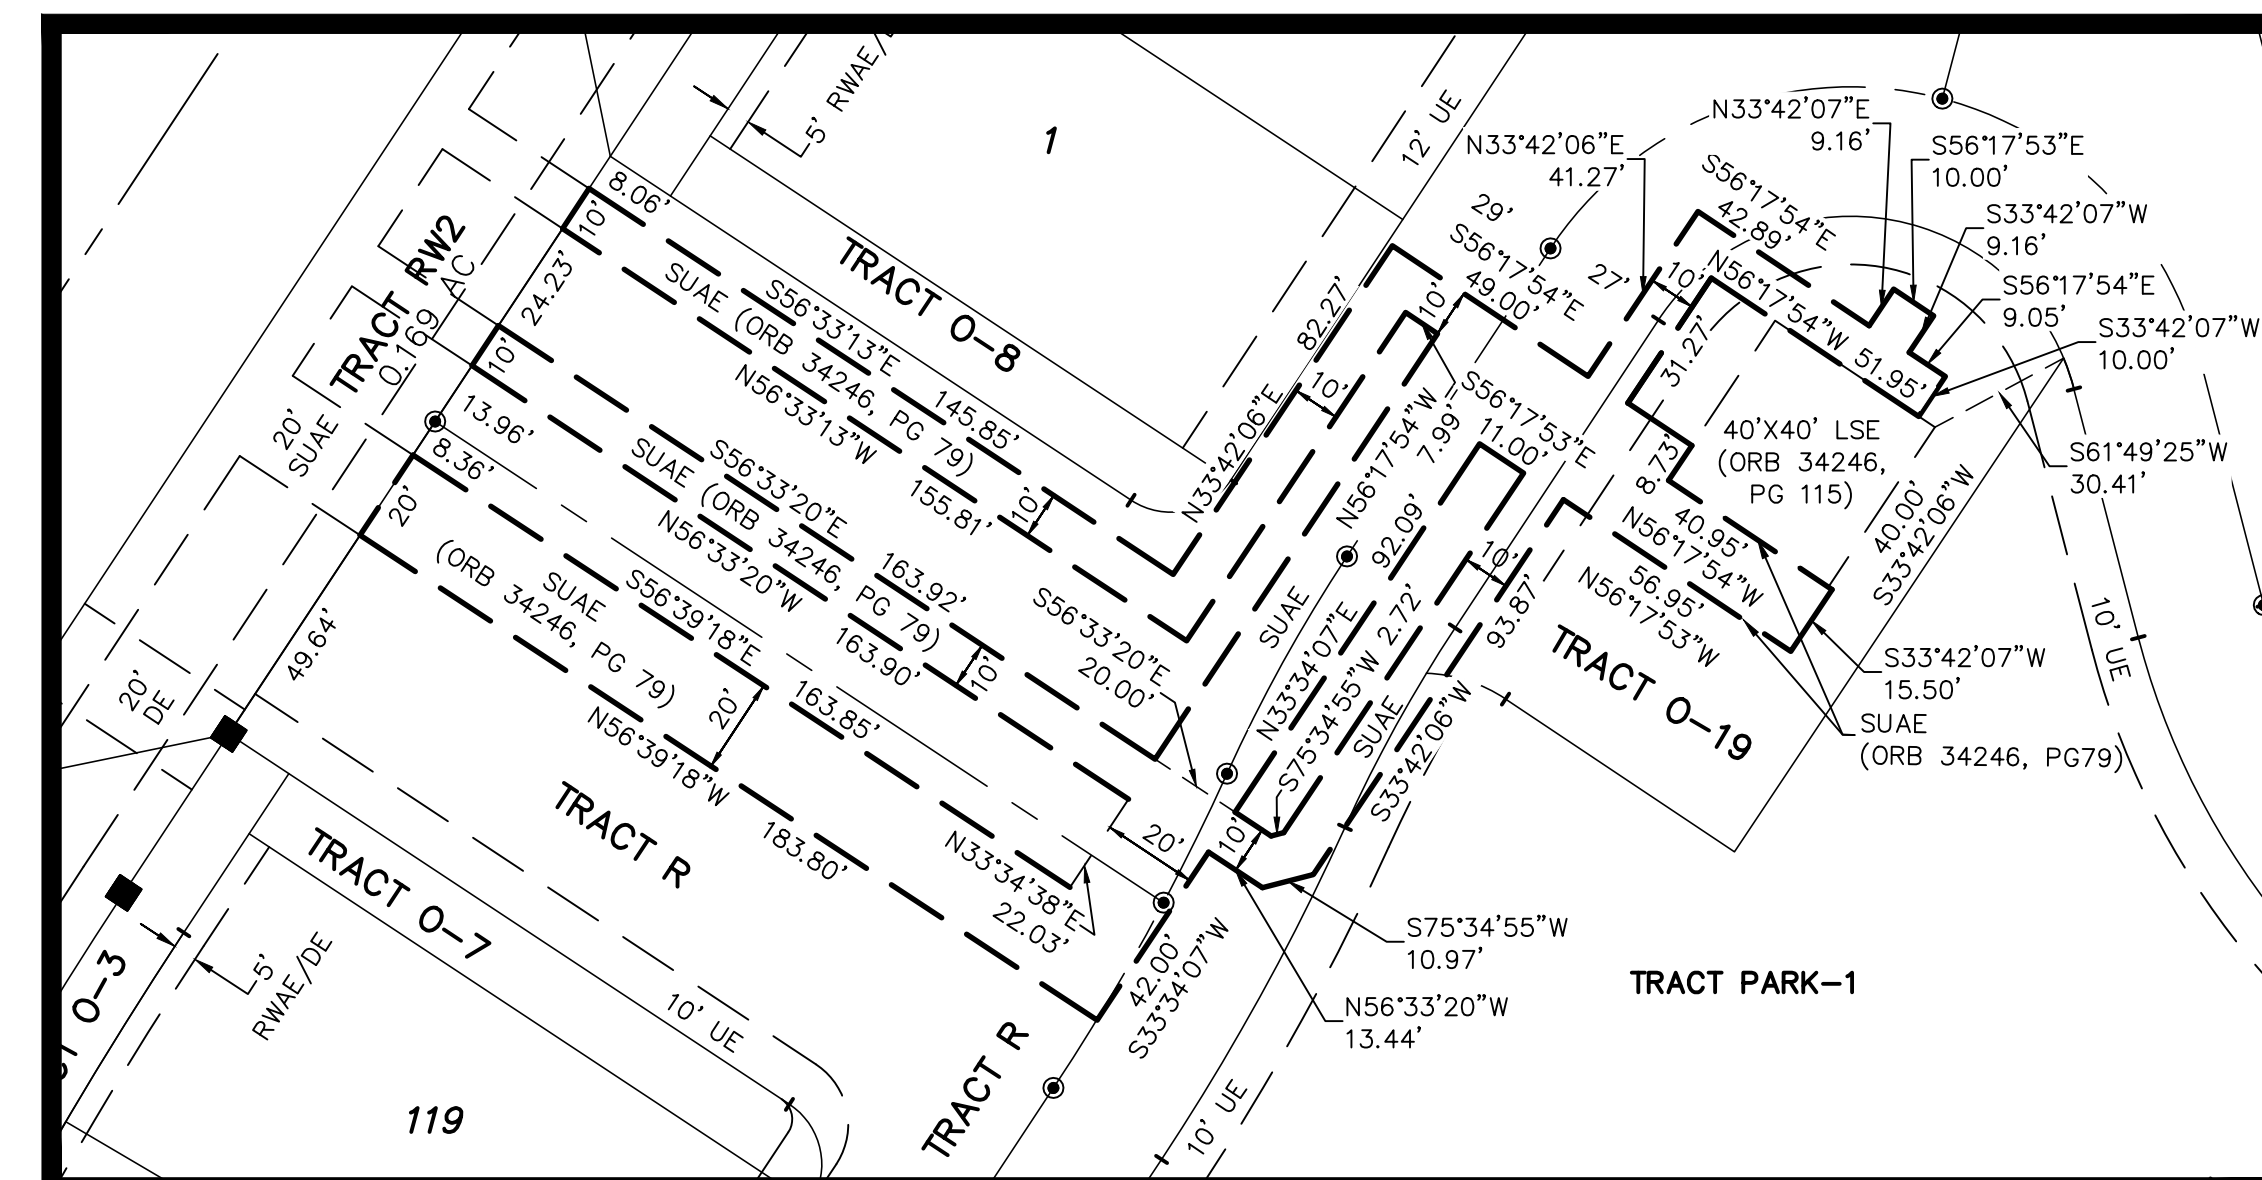 5' RWAE/
1
12' UE
N33°42'07"E
9.16'
N33°42'06"E
41.27'
S56°17'53"E
10.00'
S56°17'54"E
42.89'
S33°42'07"W
9.16'
S56°17'54"E
9.05'
S33°42'07"W
10.00'
8.06'
10'
TRACT RW2
0.169 AC
24.23'
10'
TRACT O-8
SUAE (ORB 34246, PG 79)
S56°33'13"E
145.85'
N56°33'13"W
155.81'
10'
82.27'
N33°42'06"E
10'
29'
S56°17'54"E
49.00'
10'
27'
10'
N56°17'54"W 51.95'
31.27'
40'X40' LSE
(ORB 34246,
PG 115)
S61°49'25"W
30.41'
40.00'
S33°42'06"W
8.73'
40.95'
N56°17'54"W
56.95'
N56°17'53"W
S56°17'53"E
11.00'
N56°17'54"W
7.99'
20'
SUAE
13.96'
8.36'
20'
SUAE (ORB 34246, PG 79)
S56°33'20"E
163.92'
N56°33'20"W
163.90'
10'
S56°33'20"E
20.00'
SUAE
(ORB 34246, PG 79)
S56°39'18"E
163.85'
20'
N56°39'18"W
183.80'
49.64'
20'
DE
SUAE
92.09'
N33°34'07"E
S75°34'55"W 2.72'
SUAE
10'
93.87'
S33°42'06"W
TRACT O-19
S33°42'07"W
15.50'
SUAE
(ORB 34246, PG79)
10' UE
20'
10'
N33°34'38"E
22.03'
42.00'
S33°34'07"W
S75°34'55"W
10.97'
N56°33'20"W
13.44'
TRACT PARK-1
TRACT R
TRACT O-7
O-3
5'
RWAE/DE
10' UE
119
TRACT R
10' UE